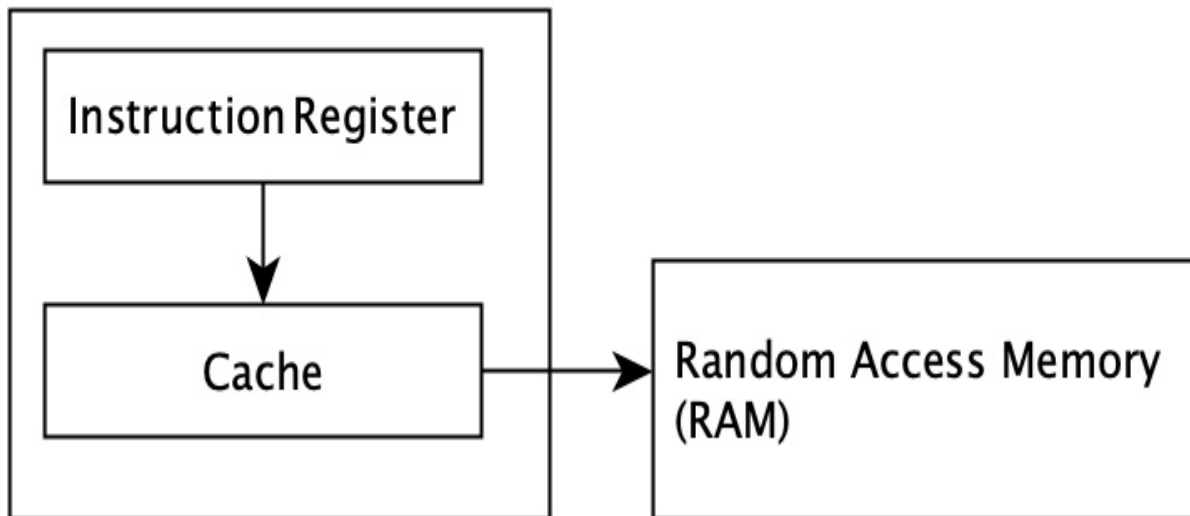 Instruction Register
Cache
Random Access Memory
(RAM)